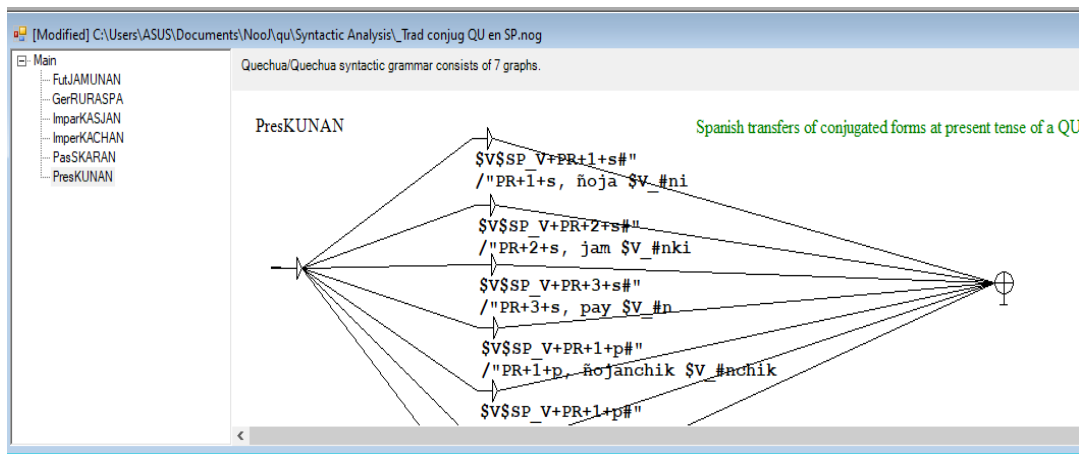 [Modified] C:\Users\ASUS\Documents\NooJ\qu\Syntactic Analysis\_Trad conjug QU en SP.nog
Main
FutJAMUNAN
GerRURASPA
ImparKASJAN
ImperKACHAN
PasSKARAN
PresKUNAN
Quechua/Quechua syntactic grammar consists of 7 graphs.
PresKUNAN
Spanish transfers of conjugated forms at present tense of a QU
$V$SP_V+PR+1+s#"
/"PR+1+s, ñoja $V_#ni
$V$SP_V+PR+2+s#"
/"PR+2+s, jam $V_#nki
$V$SP_V+PR+3+s#"
/"PR+3+s, pay $V_#n
$V$SP_V+PR+1+p#"
/"PR+1+p, ñojanchik $V_#nchik
$V$SP_V+PR+1+p#"